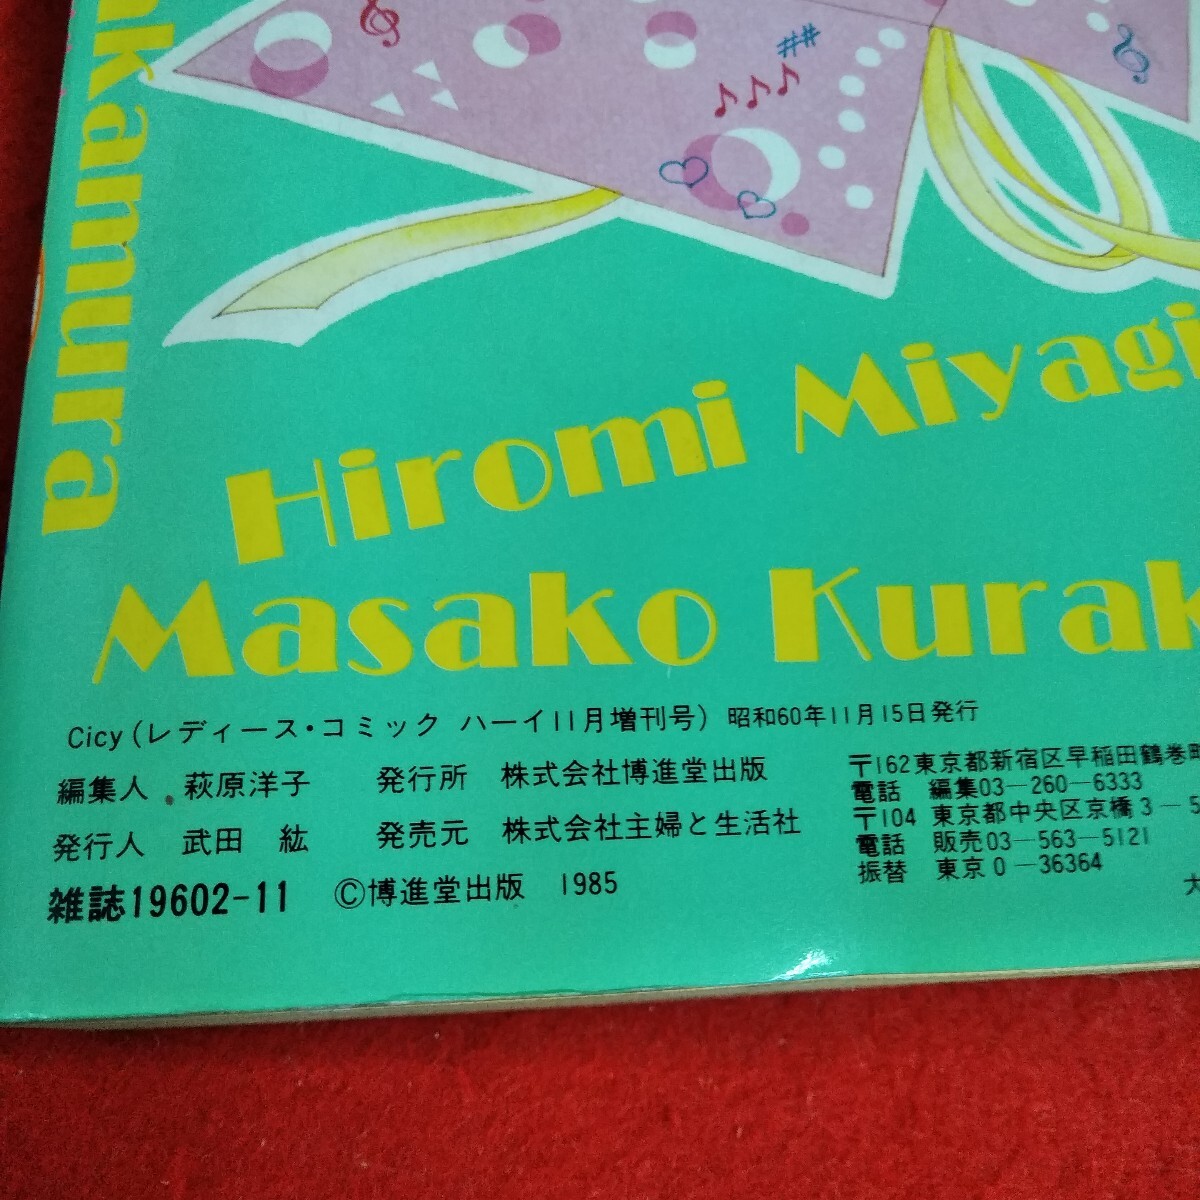 akamura
Hiromi Miyagi
Masako Kurak
Cicy(レディース・コミック ハーイ11月増刊号) 昭和60年11月15日発行
編集人 萩原洋子 発行所 株式会社博進堂出版
発行人 武田 紘 発売元 株式会社主婦と生活社
雑誌19602-11 ©博進堂出版 1985
〒162東京都新宿区早稲田鶴巻町
電話 編集03—260—6333
〒104 東京都中央区京橋3—5
電話 販売03—563—5121
振替 東京0—36364
大